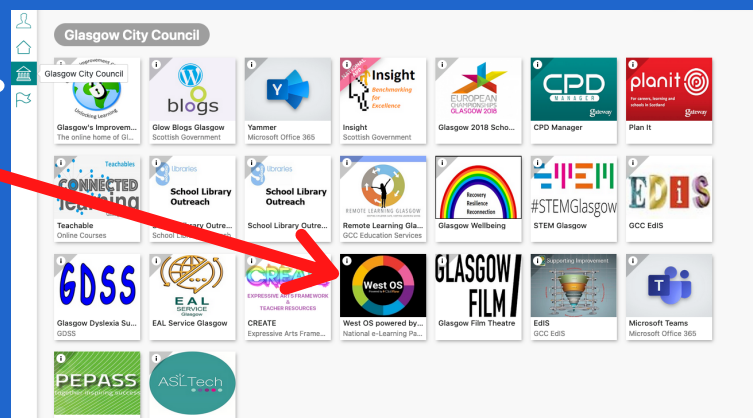 Glasgow City Council
Glasgow City Council
Unlocking Learning
Glasgow's Improvem...
The online home of Gl...
blogs
Glow Blogs Glasgow
Scottish Government
Yammer
Microsoft Office 365
Insight
Benchmarking
for
Excellence
Insight
Scottish Government
EUROPEAN
CHAMPIONSHIPS
GLASGOW 2018
Glasgow 2018 Scho...
CPD
MANAGER
gateway
CPD Manager
planit
For careers, learning and
schools in Scotland
gateway
Plan It
Teachables
CONNECTED
learning
Teachable
Online Courses
libraries
School Library
Outreach
Library Outre...
School Lib
libraries
School Library
Outreach
School Library Outre...
REMOTE LEARNING GLASGOW
Remote Learning Gla...
GCC Education Services
Recovery
Resilience
Reconnection
Glasgow Wellbeing
STEM
#STEMGlasgow
STEM Glasgow
EDiS
GCC EdIS
GDSS
Glasgow Dyslexia Su...
GDSS
EAL
SERVICE
Glasgow
EAL Service Glasgow
CREATE
EXPRESSIVE ARTS FRAMEWORK
&
TEACHER RESOURCES
CREATE
Expressive Arts Frame...
West OS
West OS powered by...
National e-Learning Pa...
GLASGOW
FILM
Glasgow Film Theatre
Supporting Improvement
EdIS
GCC EdIS
Microsoft Teams
Microsoft Office 365
PEPASS
together inspiring success
ASLTech